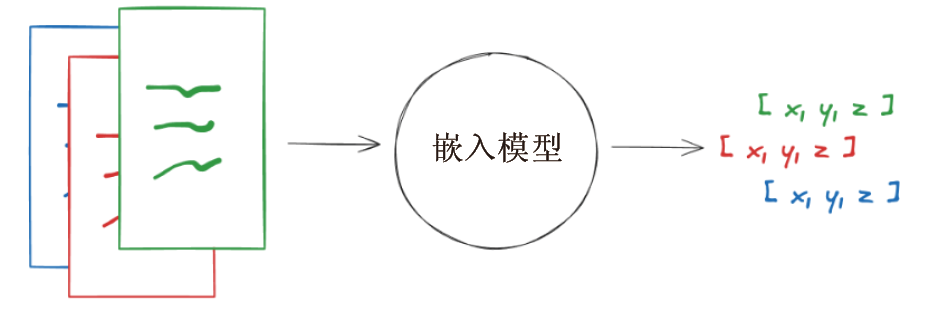 嵌入模型
[ x, y, z ]
[ x, y, z ]
[ x, y, z ]